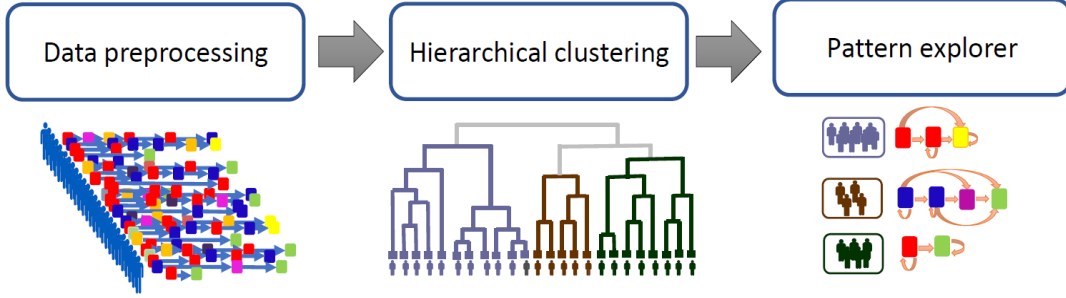 Data preprocessing
Hierarchical clustering
Pattern explorer